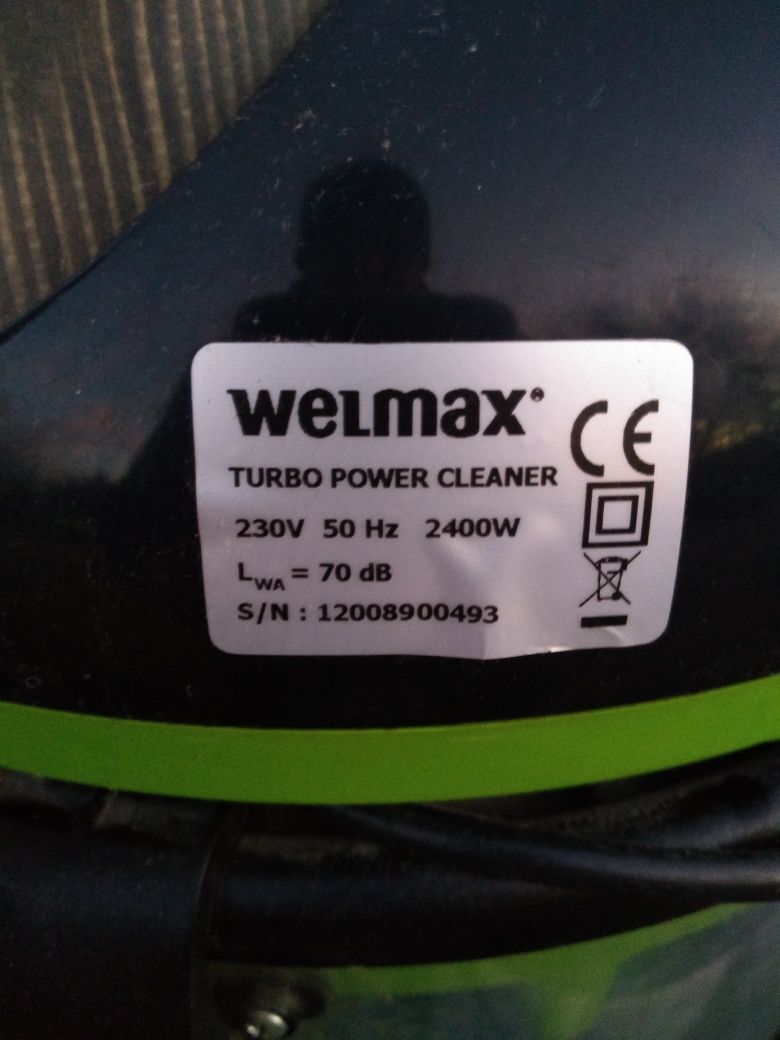 welmax®
TURBO POWER CLEANER
230V 50 Hz 2400W
LWA = 70 dB
S/N : 12008900493
CE